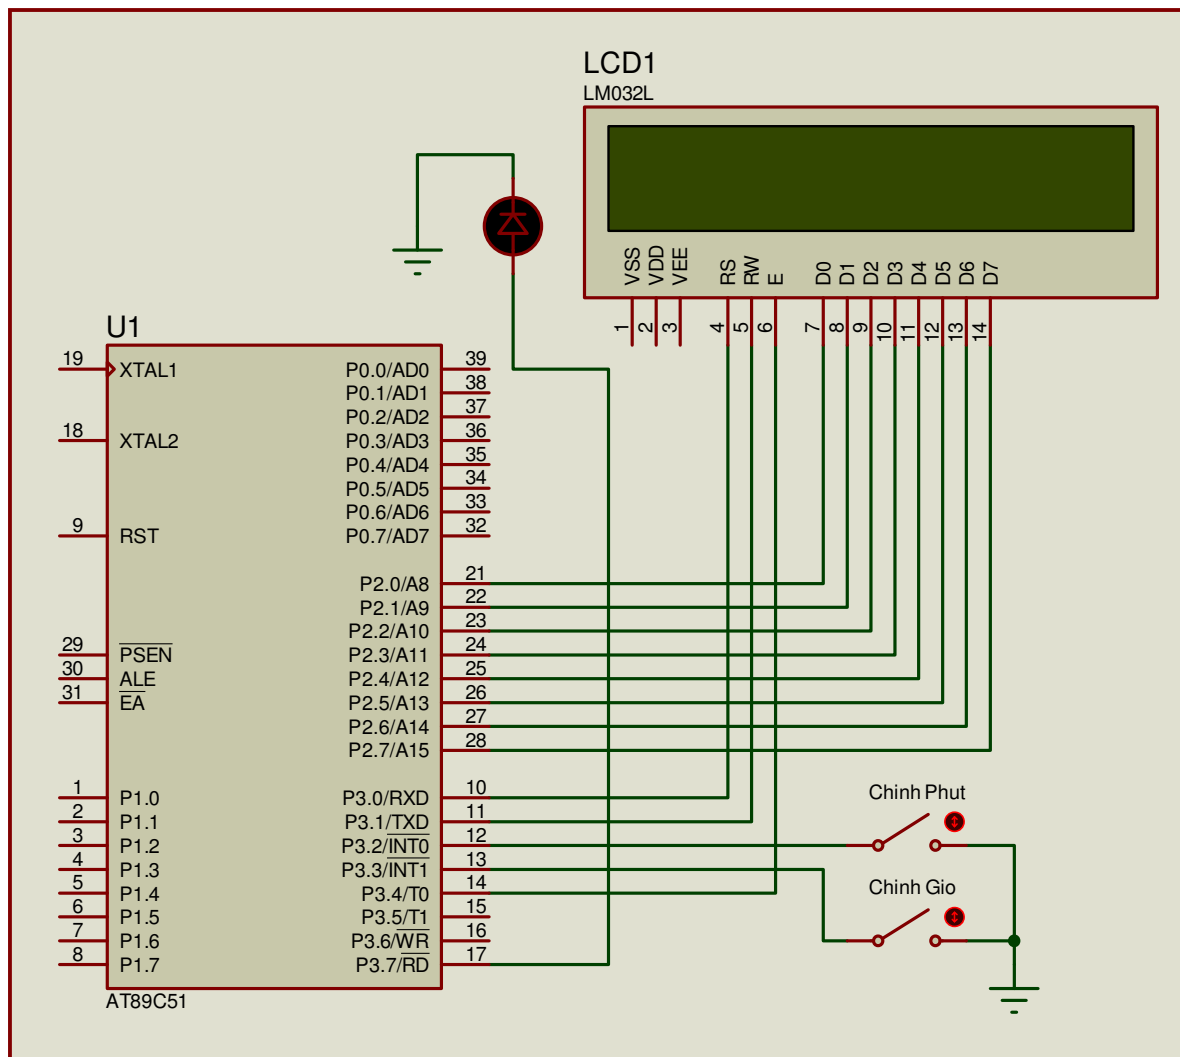 LCD1
LM032L
VSS
VDD
VEE
RS
RW
E
D0
D1
D2
D3
D4
D5
D6
D7
1
2
3
4
5
6
7
8
9
10
11
12
13
14
U1
19 XTAL1
18 XTAL2
9 RST
29 PSEN
30 ALE
31 EA
1 P1.0
2 P1.1
3 P1.2
4 P1.3
5 P1.4
6 P1.5
7 P1.6
8 P1.7
P0.0/AD0 39
P0.1/AD1 38
P0.2/AD2 37
P0.3/AD3 36
P0.4/AD4 35
P0.5/AD5 34
P0.6/AD6 33
P0.7/AD7 32
P2.0/A8 21
P2.1/A9 22
P2.2/A10 23
P2.3/A11 24
P2.4/A12 25
P2.5/A13 26
P2.6/A14 27
P2.7/A15 28
P3.0/RXD 10
P3.1/TXD 11
P3.2/INT0 12
P3.3/INT1 13
P3.4/T0 14
P3.5/T1 15
P3.6/WR 16
P3.7/RD 17
AT89C51
Chinh Phut
Chinh Gio